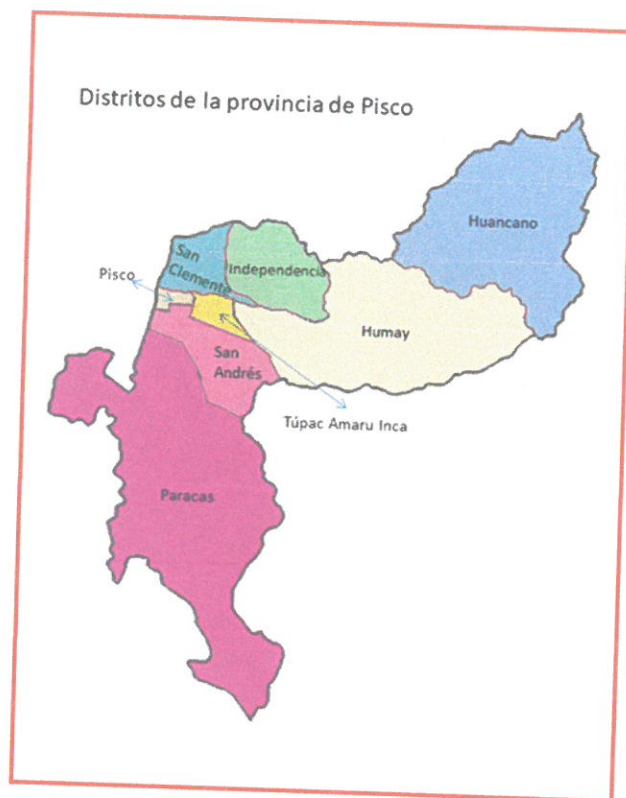 Distritos de la provincia de Pisco
Huancano
San
Clemente
Independencia
Pisco
Humay
San
Andrés
Túpac Amaru Inca
Paracas